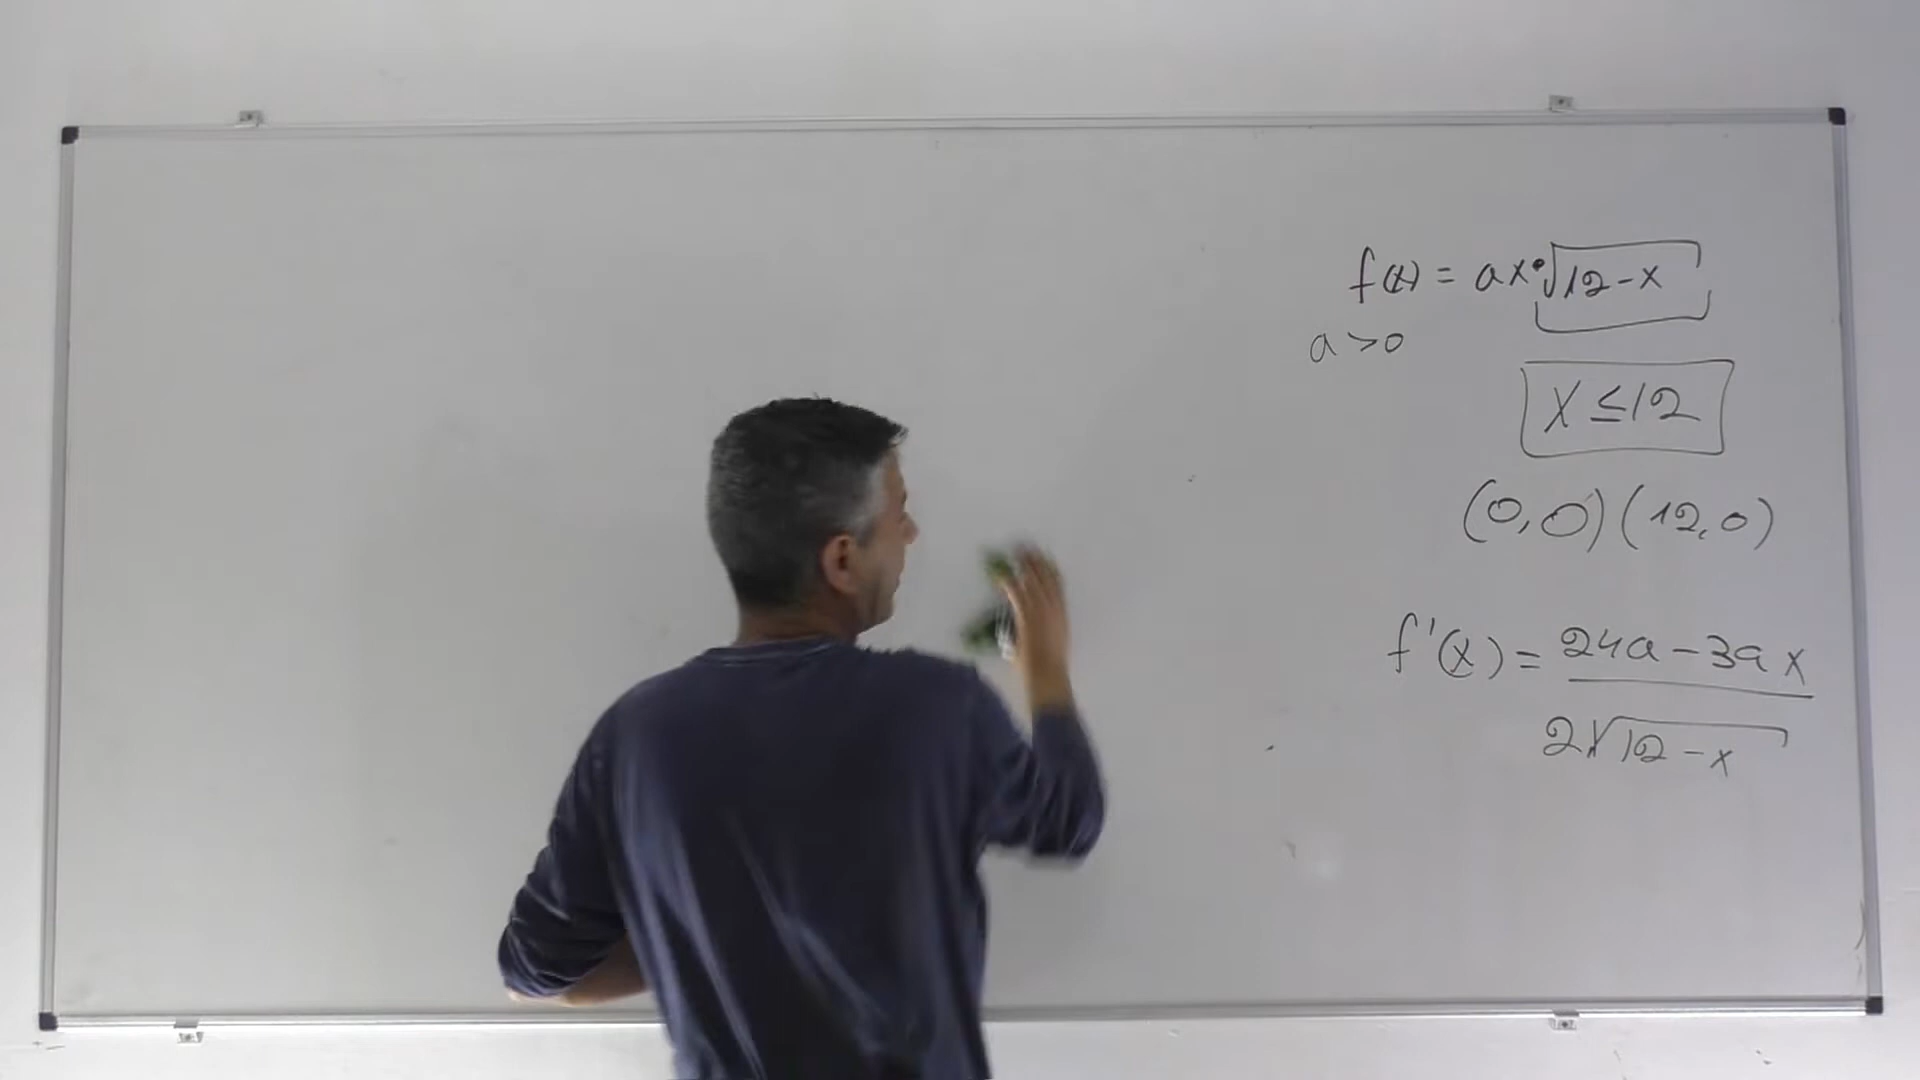 f(x) = ax•√12-x
a>0
x ≤ 12
(0,0) (12,0)
f'(x) = 24a-3ax
2√12-x